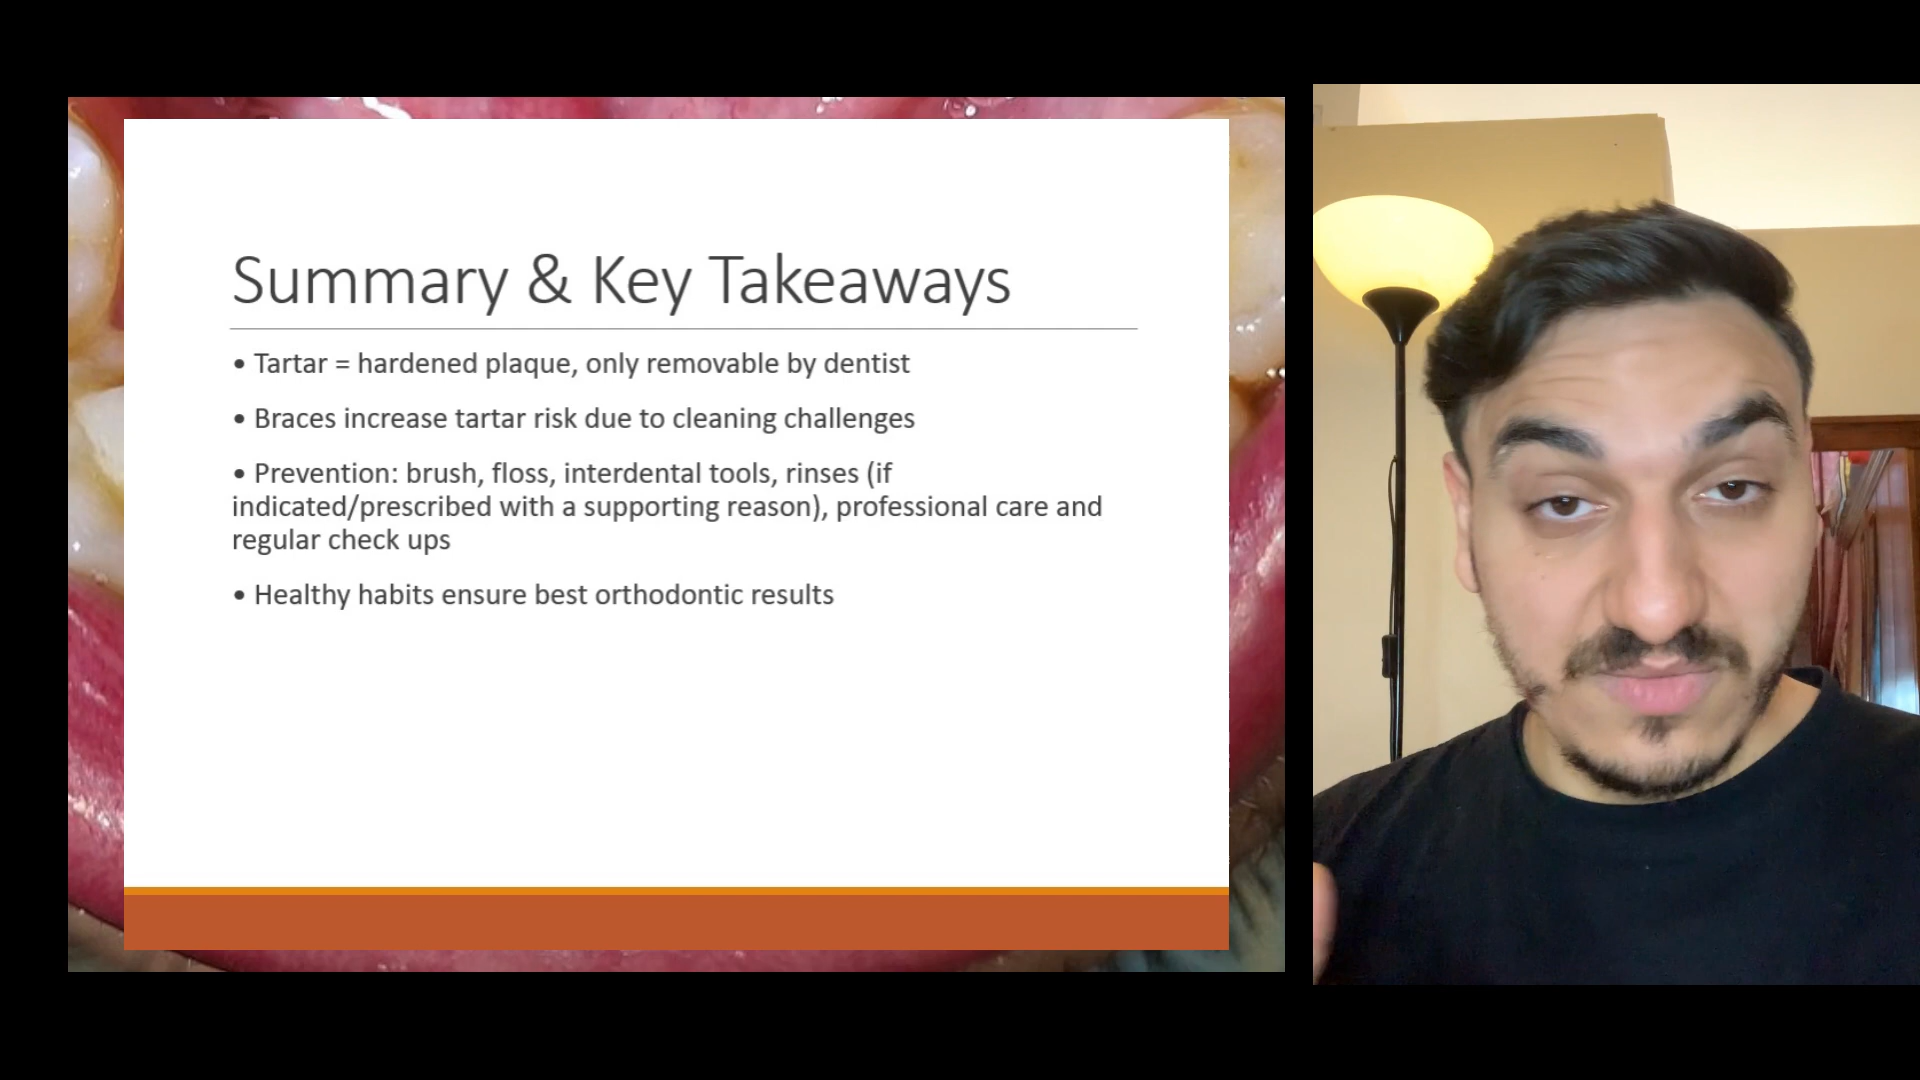 Summary & Key Takeaways
• Tartar = hardened plaque, only removable by dentist
• Braces increase tartar risk due to cleaning challenges
• Prevention: brush, floss, interdental tools, rinses (if
indicated/prescribed with a supporting reason), professional care and
regular check ups
• Healthy habits ensure best orthodontic results